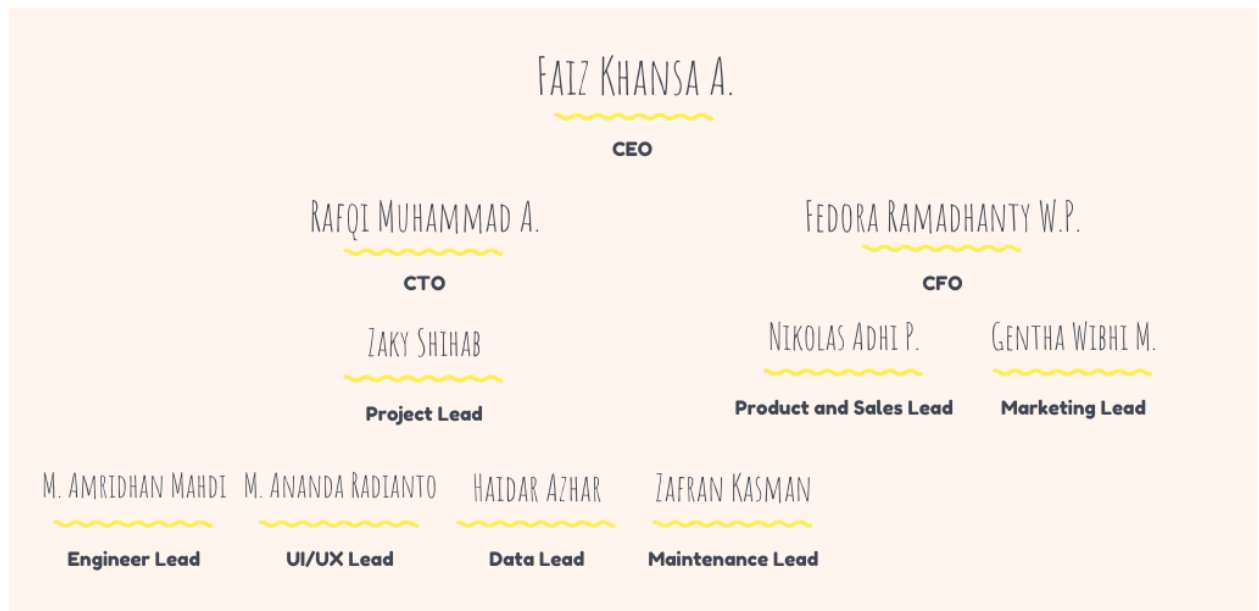 Faiz Khansa A.
CEO
Rafqi Muhammad A.
Fedora Ramadhanty W.P.
CTO
CFO
Zaky Shihab
Nikolas Adhi P.
Gentha Wibhi M.
Project Lead
Product and Sales Lead
Marketing Lead
M. Amridhan Mahdi
M. Ananda Radianto
Haidar Azhar
Zafran Kasman
Engineer Lead
UI/UX Lead
Data Lead
Maintenance Lead